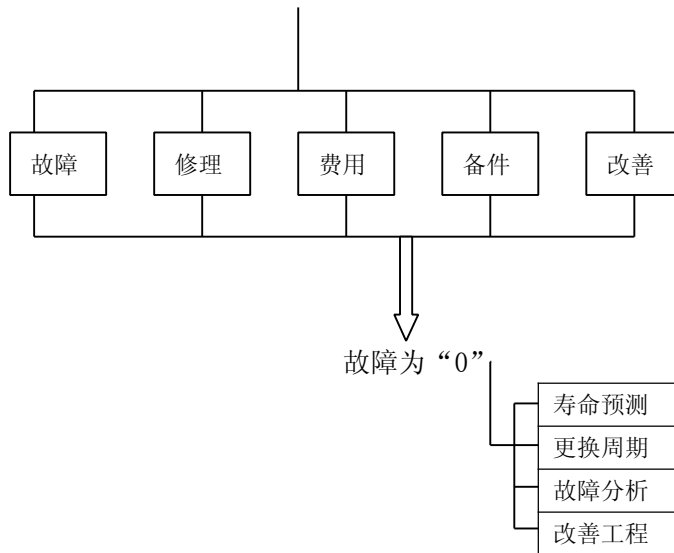 故障 修理 费用 备件 改善
故障为“0”
寿命预测
更换周期
故障分析
改善工程